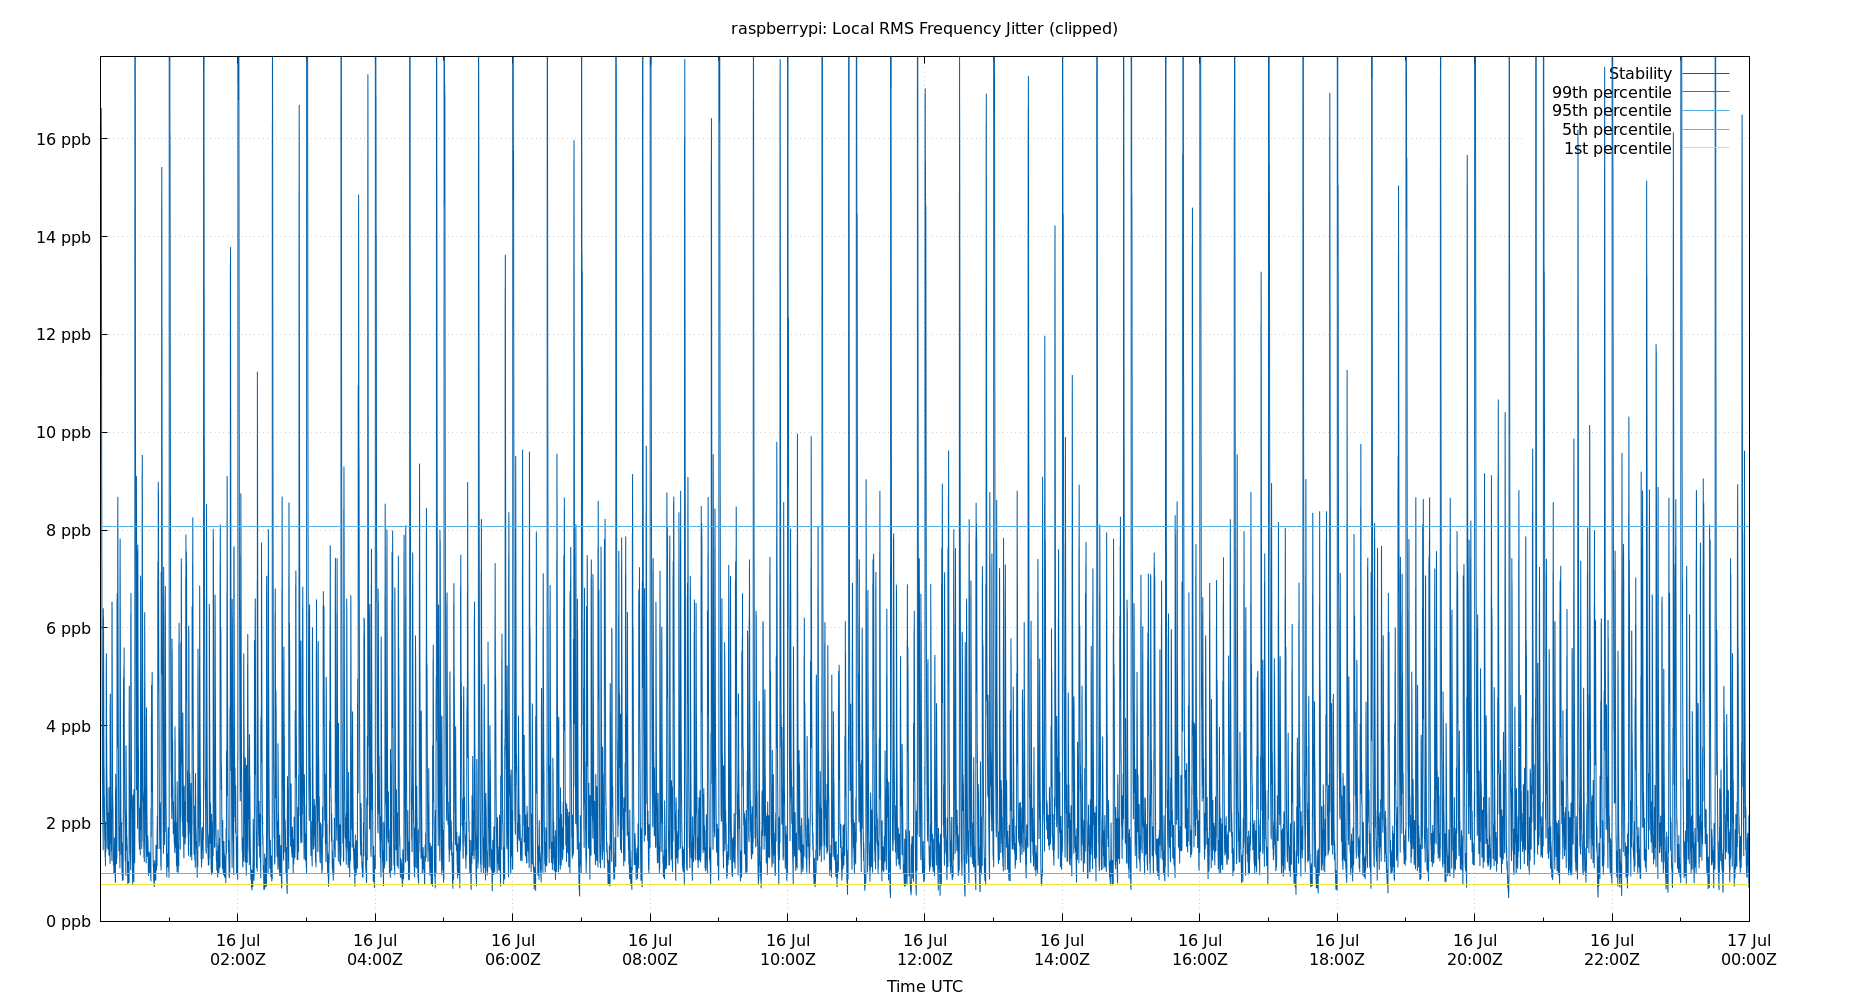 raspberrypi: Local RMS Frequency Jitter (clipped)
Stability
99th percentile
95th percentile
5th percentile
1st percentile
16 ppb
14 ppb
12 ppb
10 ppb
8 ppb
6 ppb
4 ppb
2 ppb
0 ppb
16 Jul 16 Jul 16 Jul 16 Jul 16 Jul 16 Jul 16 Jul 16 Jul 16 Jul 16 Jul 16 Jul 17 Jul
02:00Z 04:00Z 06:00Z 08:00Z 10:00Z 12:00Z 14:00Z 16:00Z 18:00Z 20:00Z 22:00Z 00:00Z
Time UTC